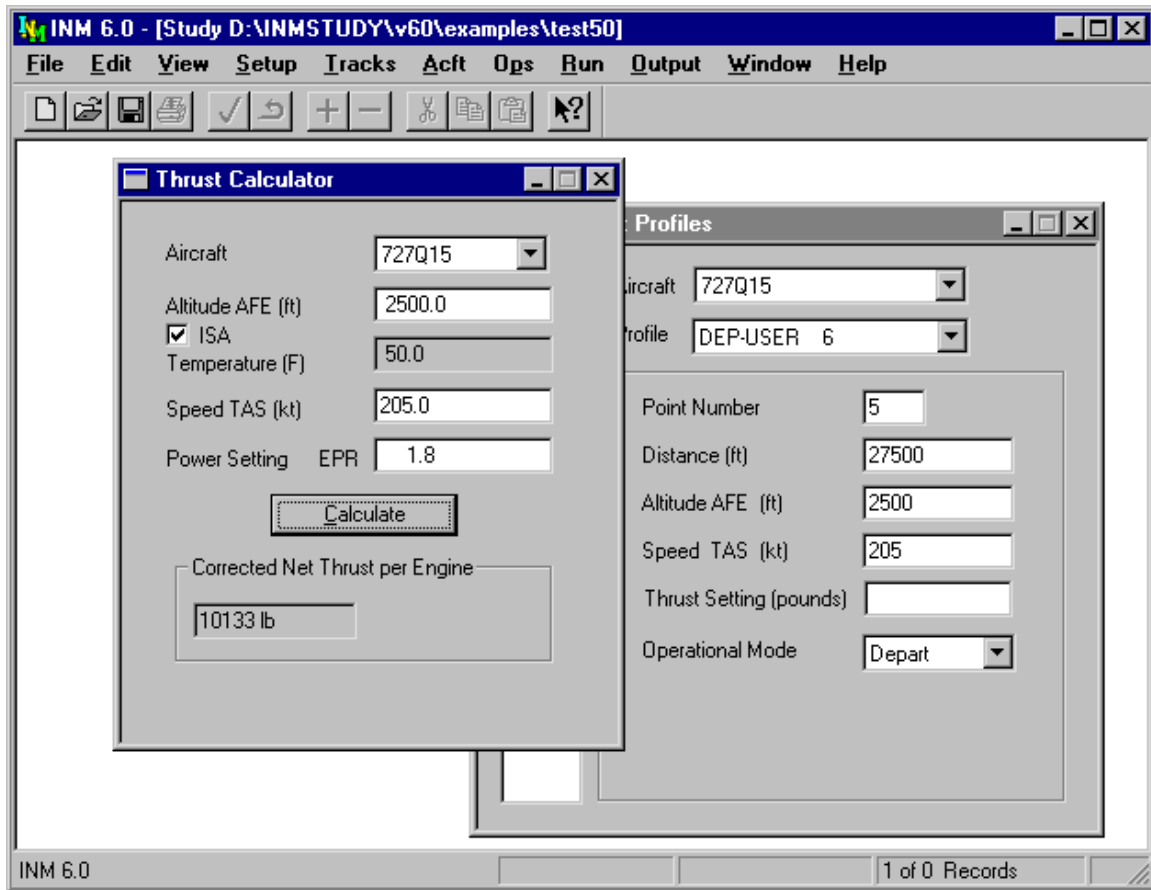 INM 6.0 - [Study D:\INMSTUDY\v60\examples\test50]
File Edit View Setup Tracks Acft Ops Run Output Window Help
Thrust Calculator
Aircraft 727Q15
Altitude AFE (ft) 2500.0
ISA
Temperature (F) 50.0
Speed TAS (kt) 205.0
Power Setting EPR 1.8
Calculate
Corrected Net Thrust per Engine
10133 lb
Profiles
727Q15
DEP-USER 6
Point Number 5
Distance (ft) 27500
Altitude AFE (ft) 2500
Speed TAS (kt) 205
Thrust Setting (pounds)
Operational Mode Depart
INM 6.0
1 of 0 Records